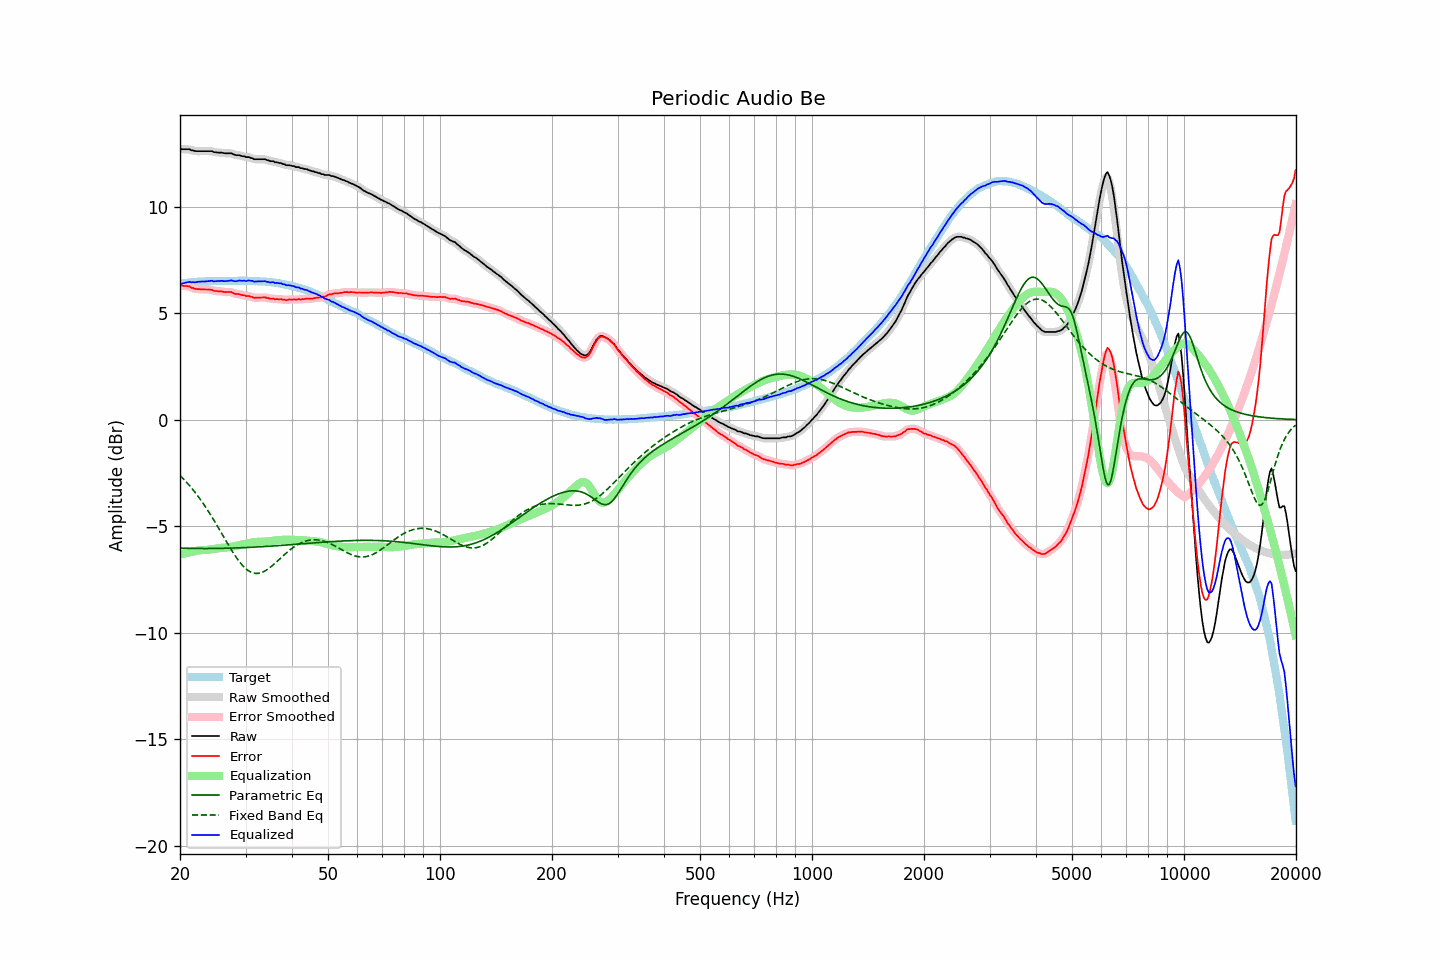 Periodic Audio Be
Amplitude (dBr)
10
5
0
−5
−10
−15
−20
Target
Raw Smoothed
Error Smoothed
Raw
Error
Equalization
Parametric Eq
Fixed Band Eq
Equalized
20 50 100 200 500 1000 2000 5000 10000 20000
Frequency (Hz)